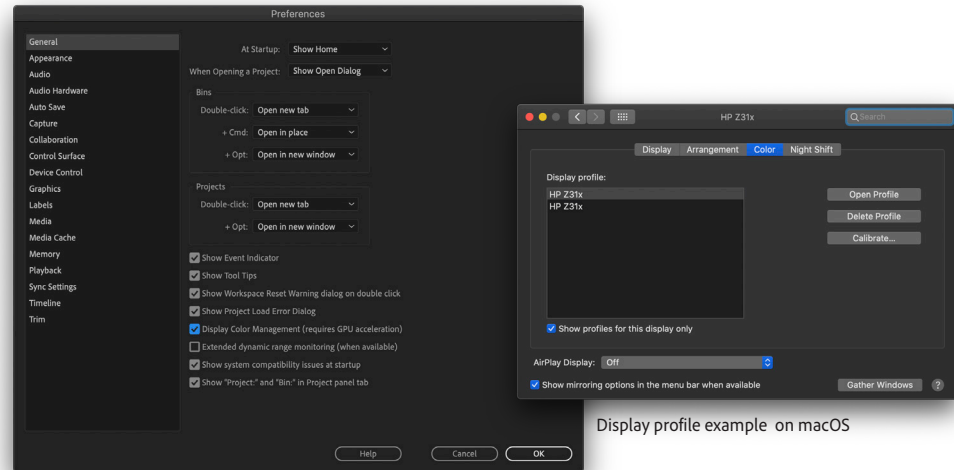 Preferences
General
Appearance
Audio
Audio Hardware
Auto Save
Capture
Collaboration
Control Surface
Device Control
Graphics
Labels
Media
Media Cache
Memory
Playback
Sync Settings
Timeline
Trim
At Startup: Show Home
When Opening a Project: Show Open Dialog
Bins
Double-click: Open new tab
+ Cmd: Open in place
+ Opt: Open in new window
Projects
Double-click: Open new tab
+ Opt: Open in new window
Show Event Indicator
Show Tool Tips
Show Workspace Reset Warning dialog on double click
Show Project Load Error Dialog
Display Color Management (requires GPU acceleration)
Extended dynamic range monitoring (when available)
Show system compatibility issues at startup
Show "Project:" and "Bin:" in Project panel tab
Help Cancel OK
HP Z31x Search
Display Arrangement Color Night Shift
Display profile:
HP Z31x
HP Z31x
Open Profile
Delete Profile
Calibrate...
Show profiles for this display only
AirPlay Display: Off
Show mirroring options in the menu bar when available Gather Windows ?
Display profile example on macOS